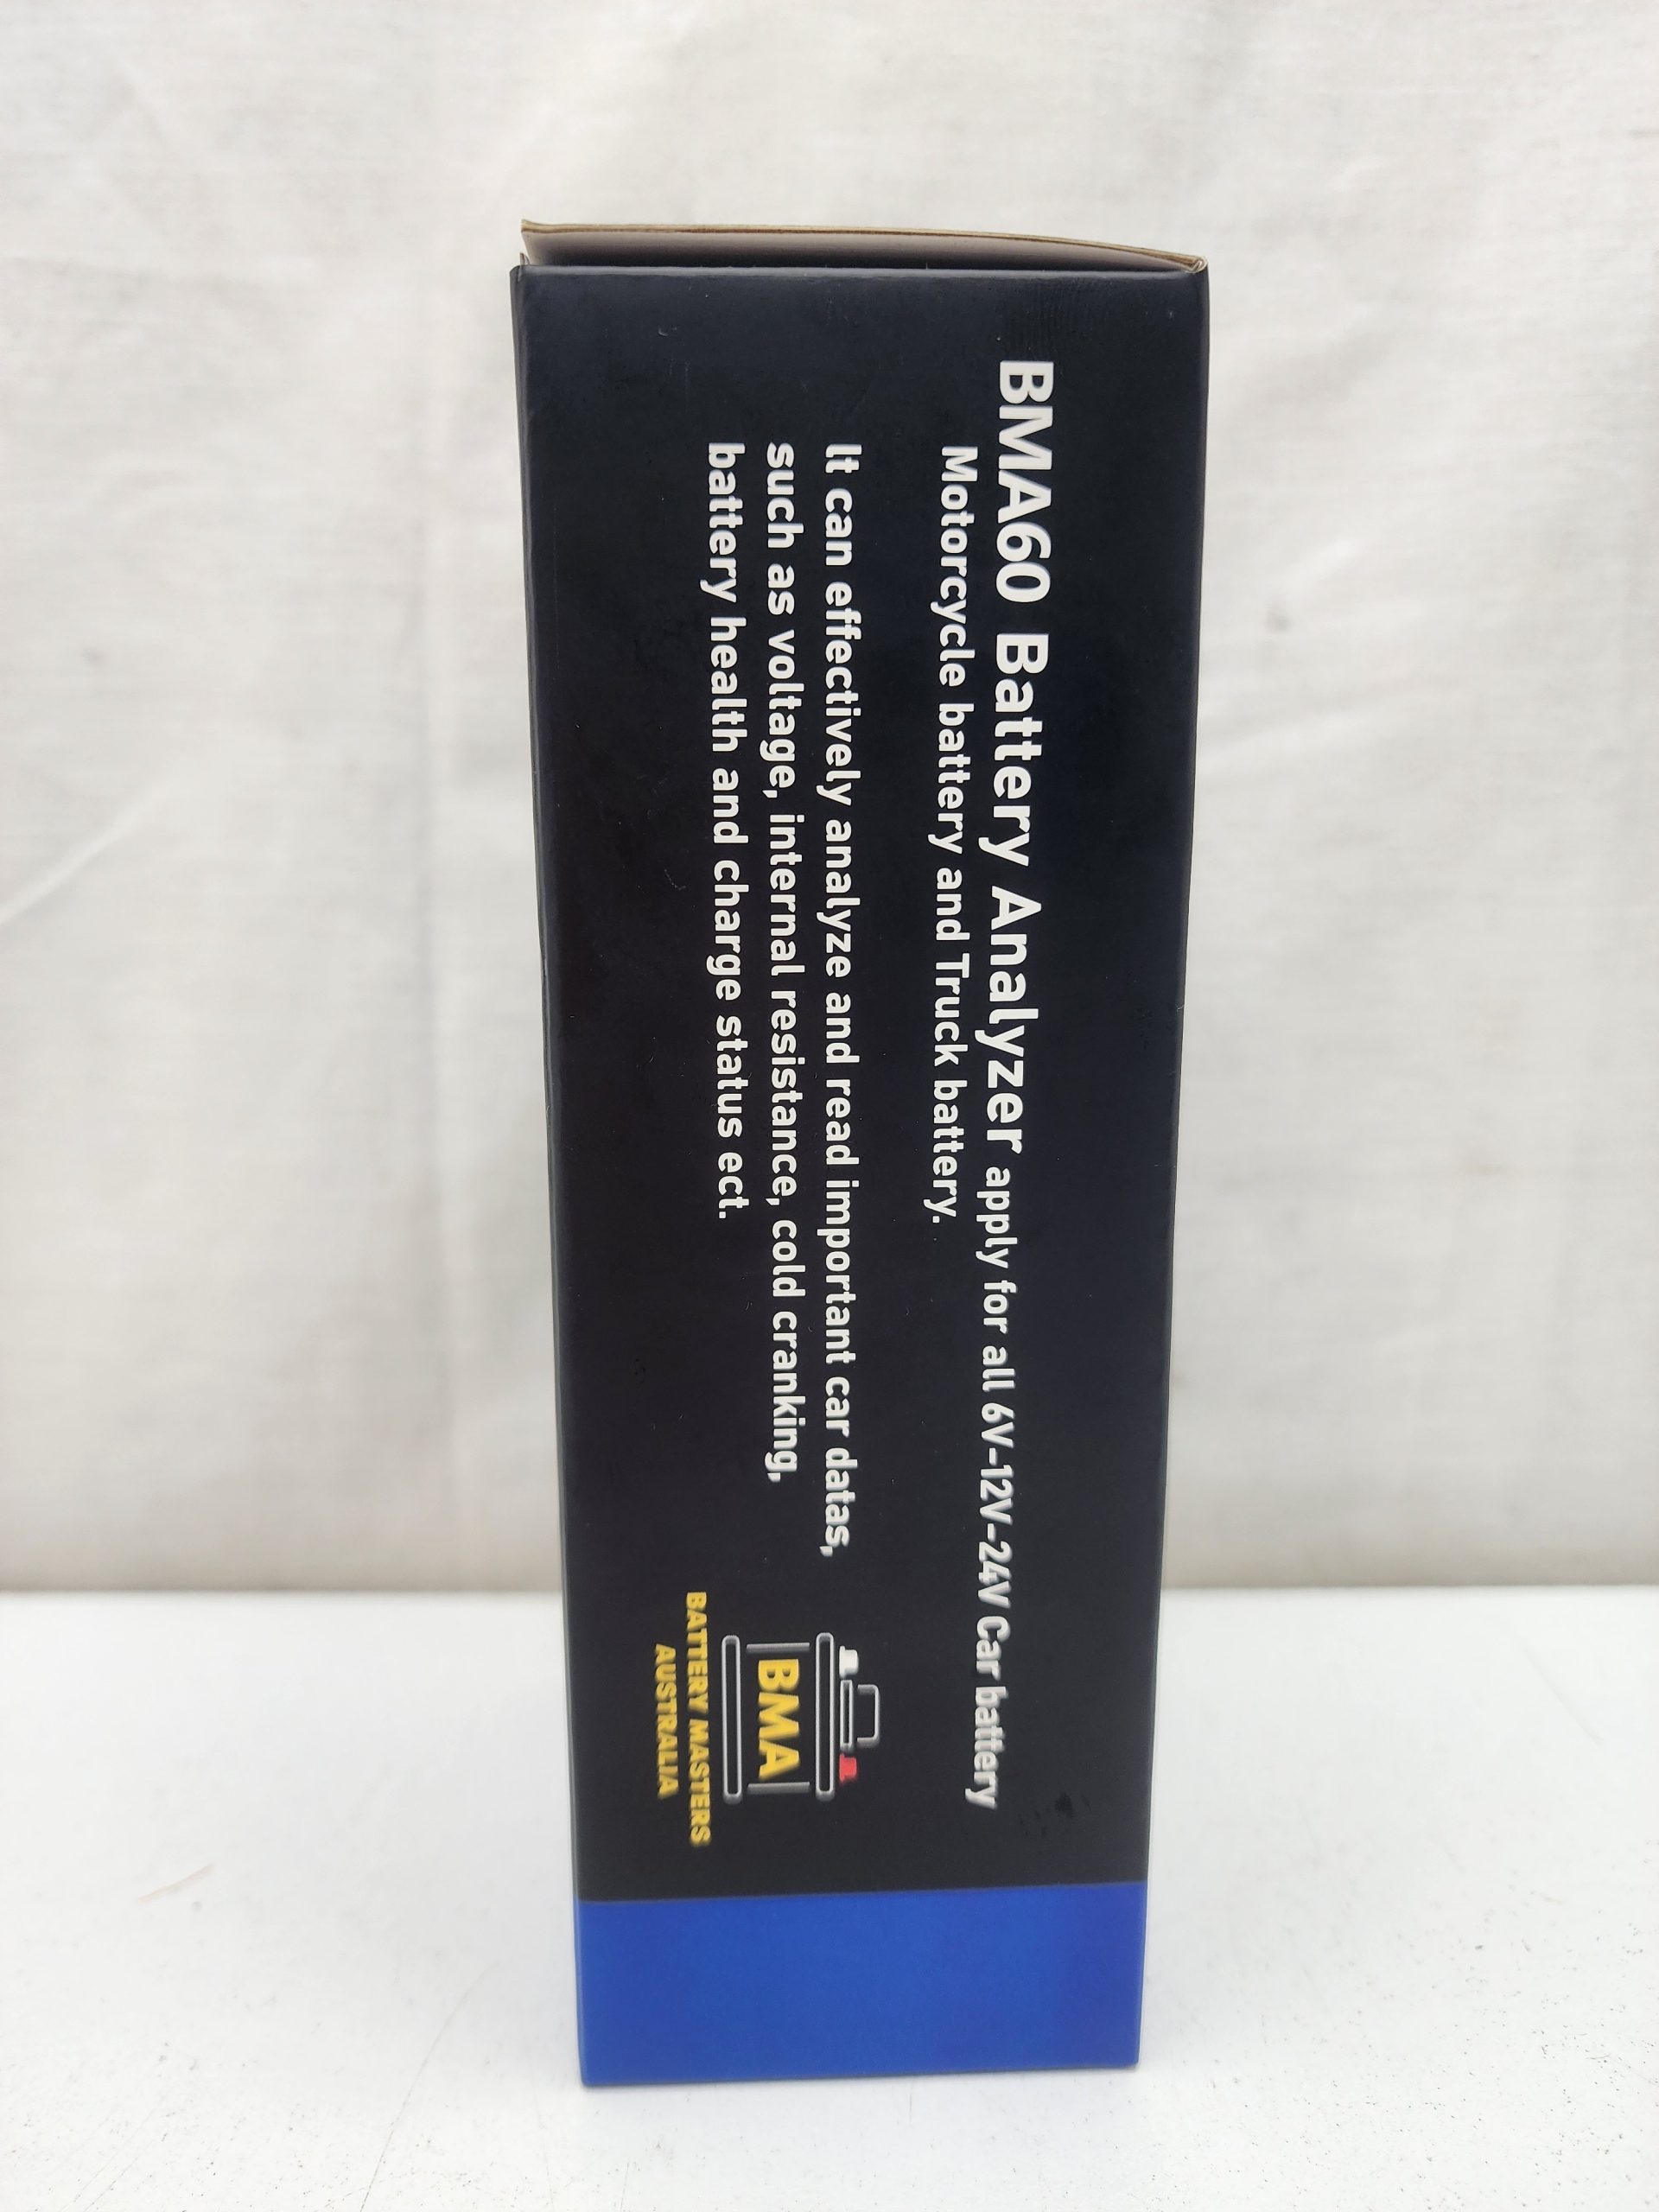 BMA60 Battery Analyzer apply for all 6V-12V-24V Car battery
Motorcycle battery and Truck battery.
It can effectively analyze and read important car datas,
such as voltage, internal resistance, cold cranking,
battery health and charge status ect.
BMA
BATTERY MASTERS
AUSTRALIA